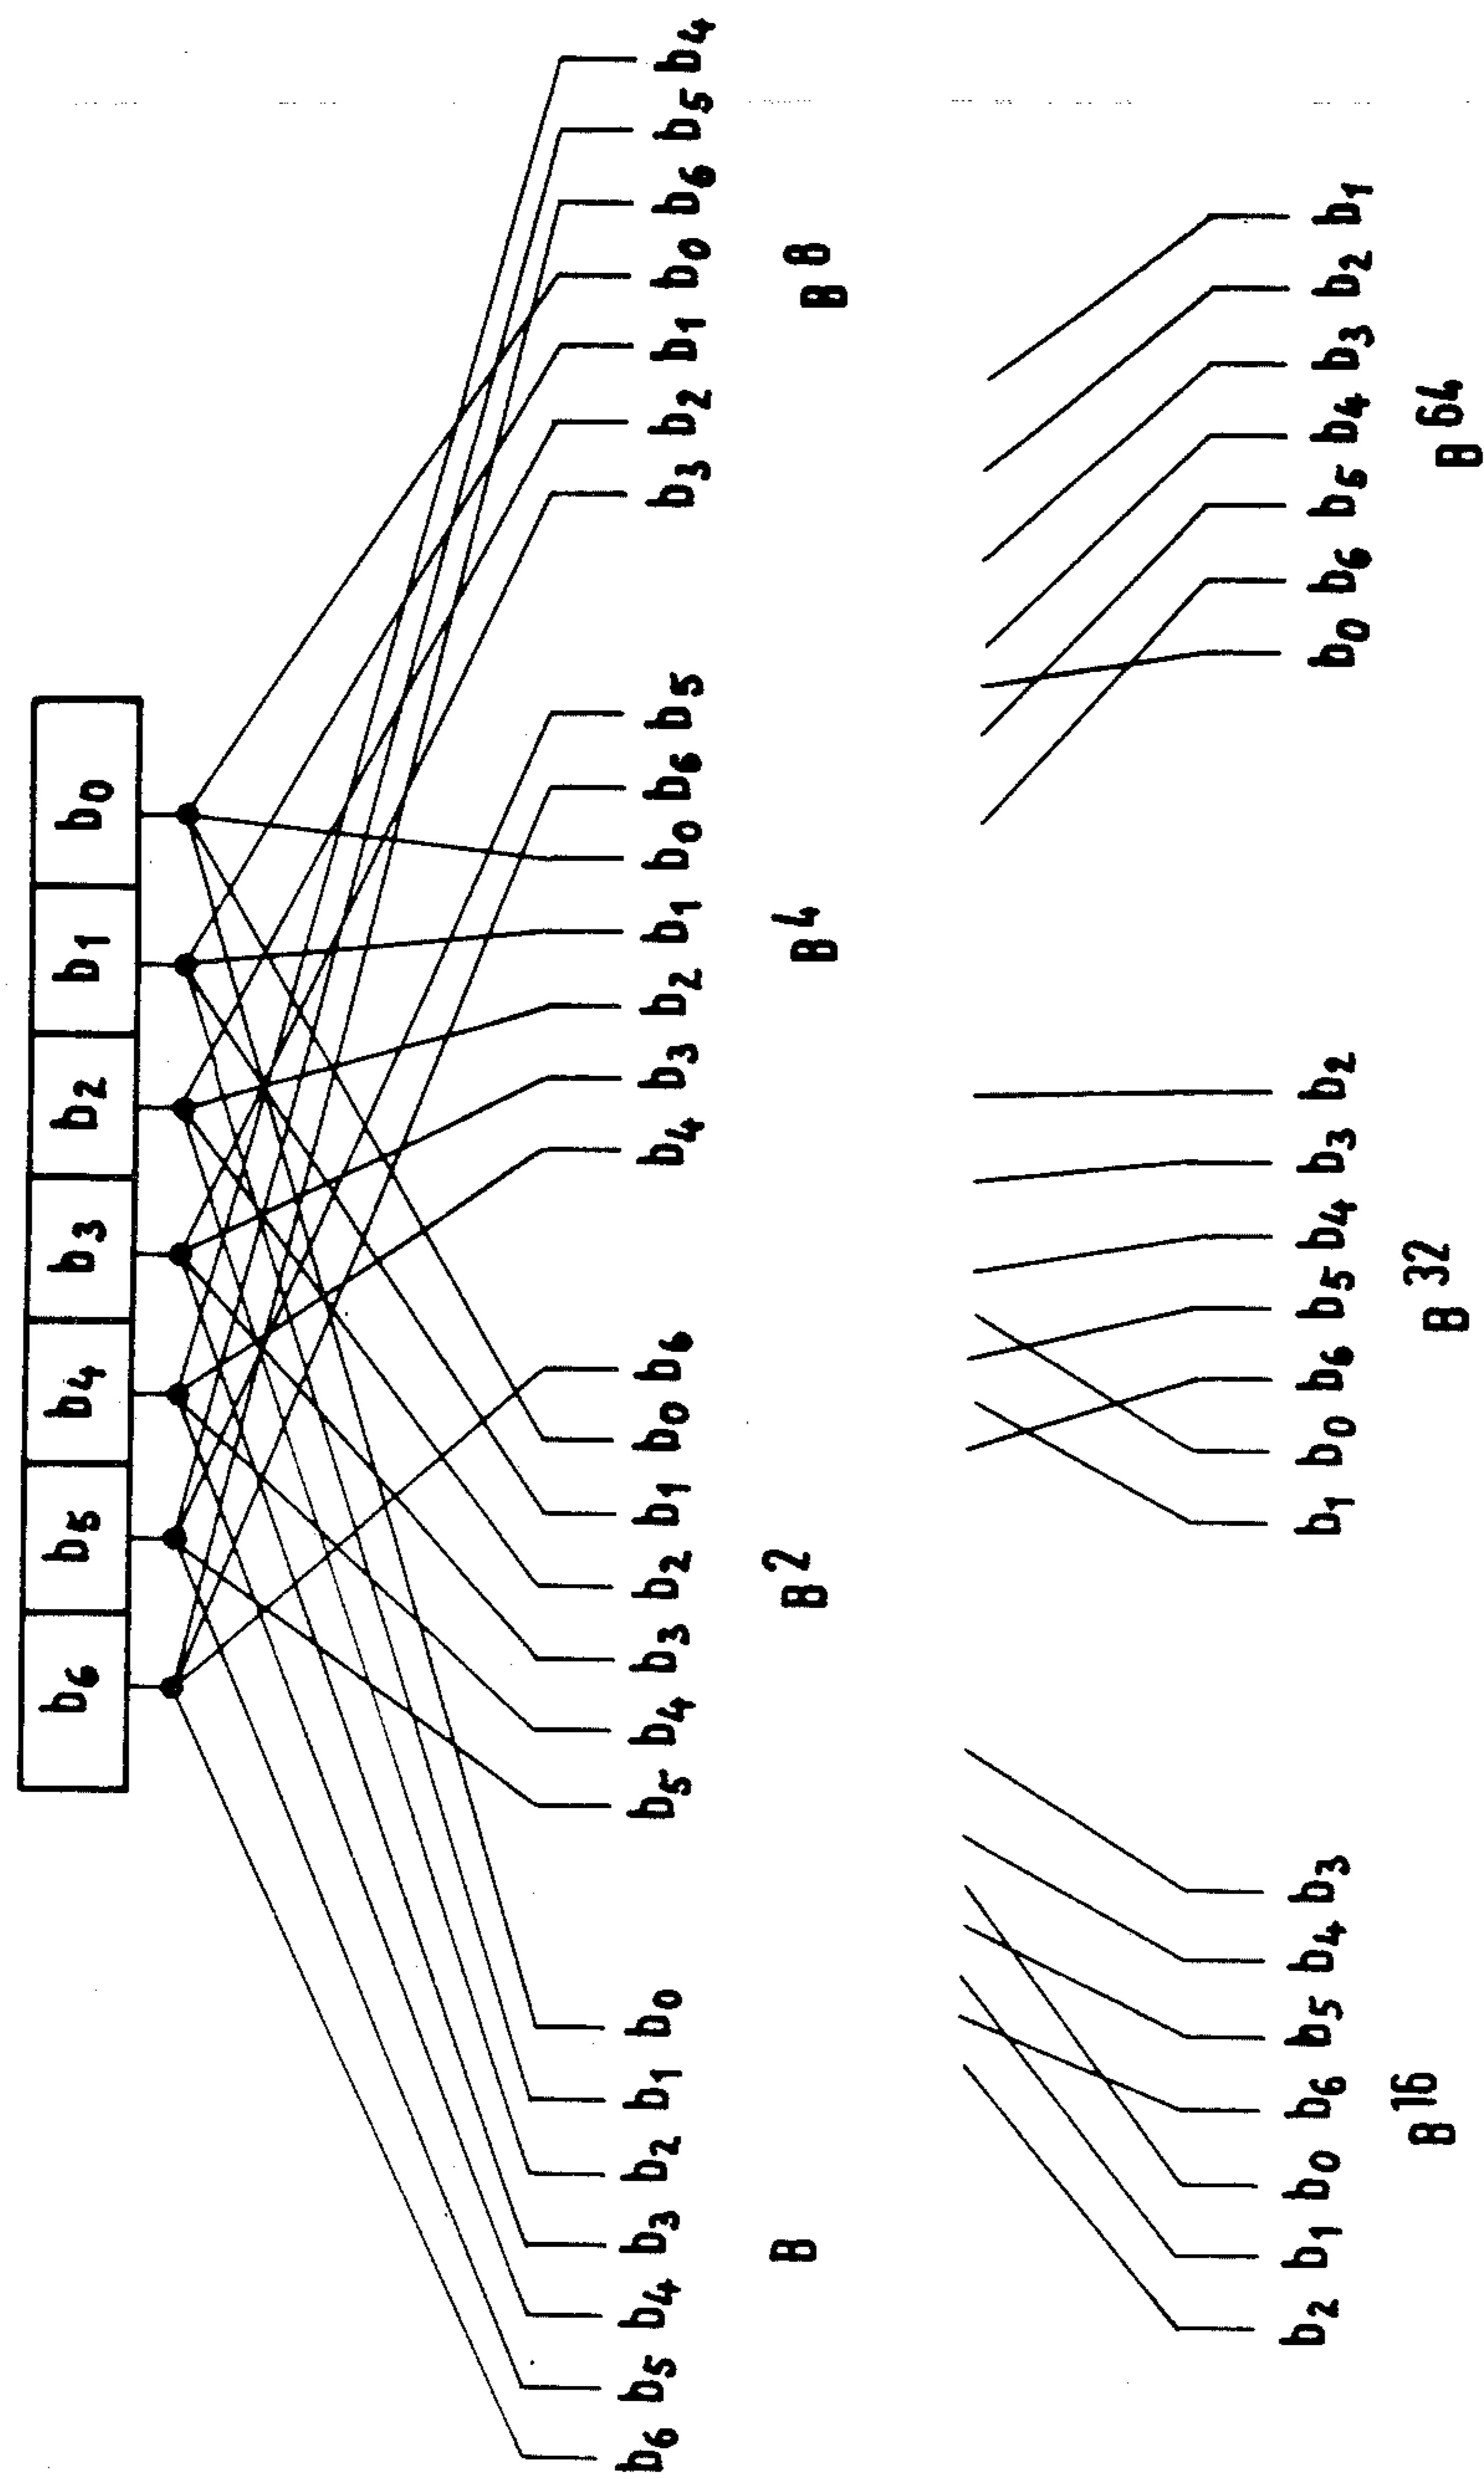 b6 b5 b4 b3 b2 b1 b0
b6 b5 b4 b3 b2 b1 b0
B
b5 b4 b3 b2 b1 b0 b6
B2
b4 b3 b2 b1 b0 b6 b5
B4
b3 b2 b1 b0 b6 b5 b4
B8
b2 b1 b0 b6 b5 b4 b3
B16
b1 b0 b6 b5 b4 b3 b2
B32
b0 b6 b5 b4 b3 b2 b1
B64